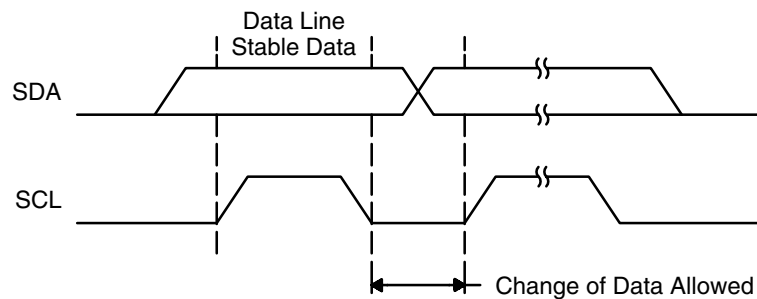 Data Line
Stable Data
SDA
SCL
Change of Data Allowed